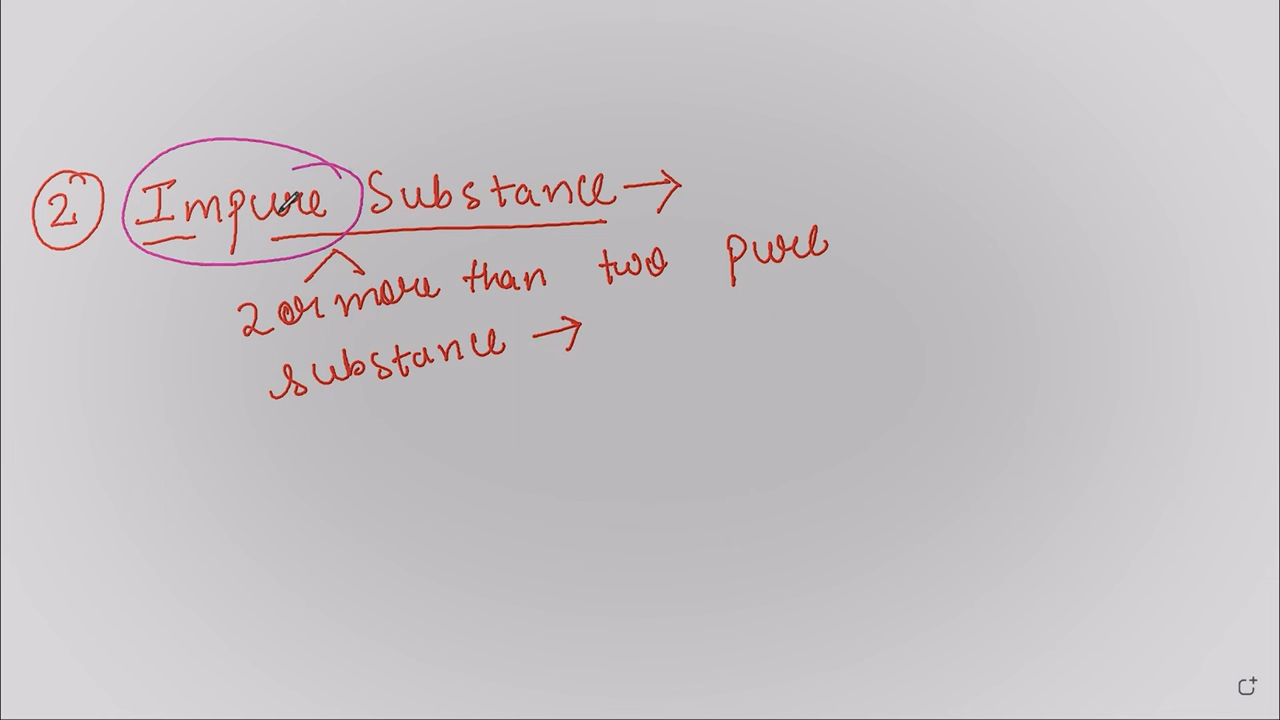 2 Impure Substance →
2 or more than two pure
substance →